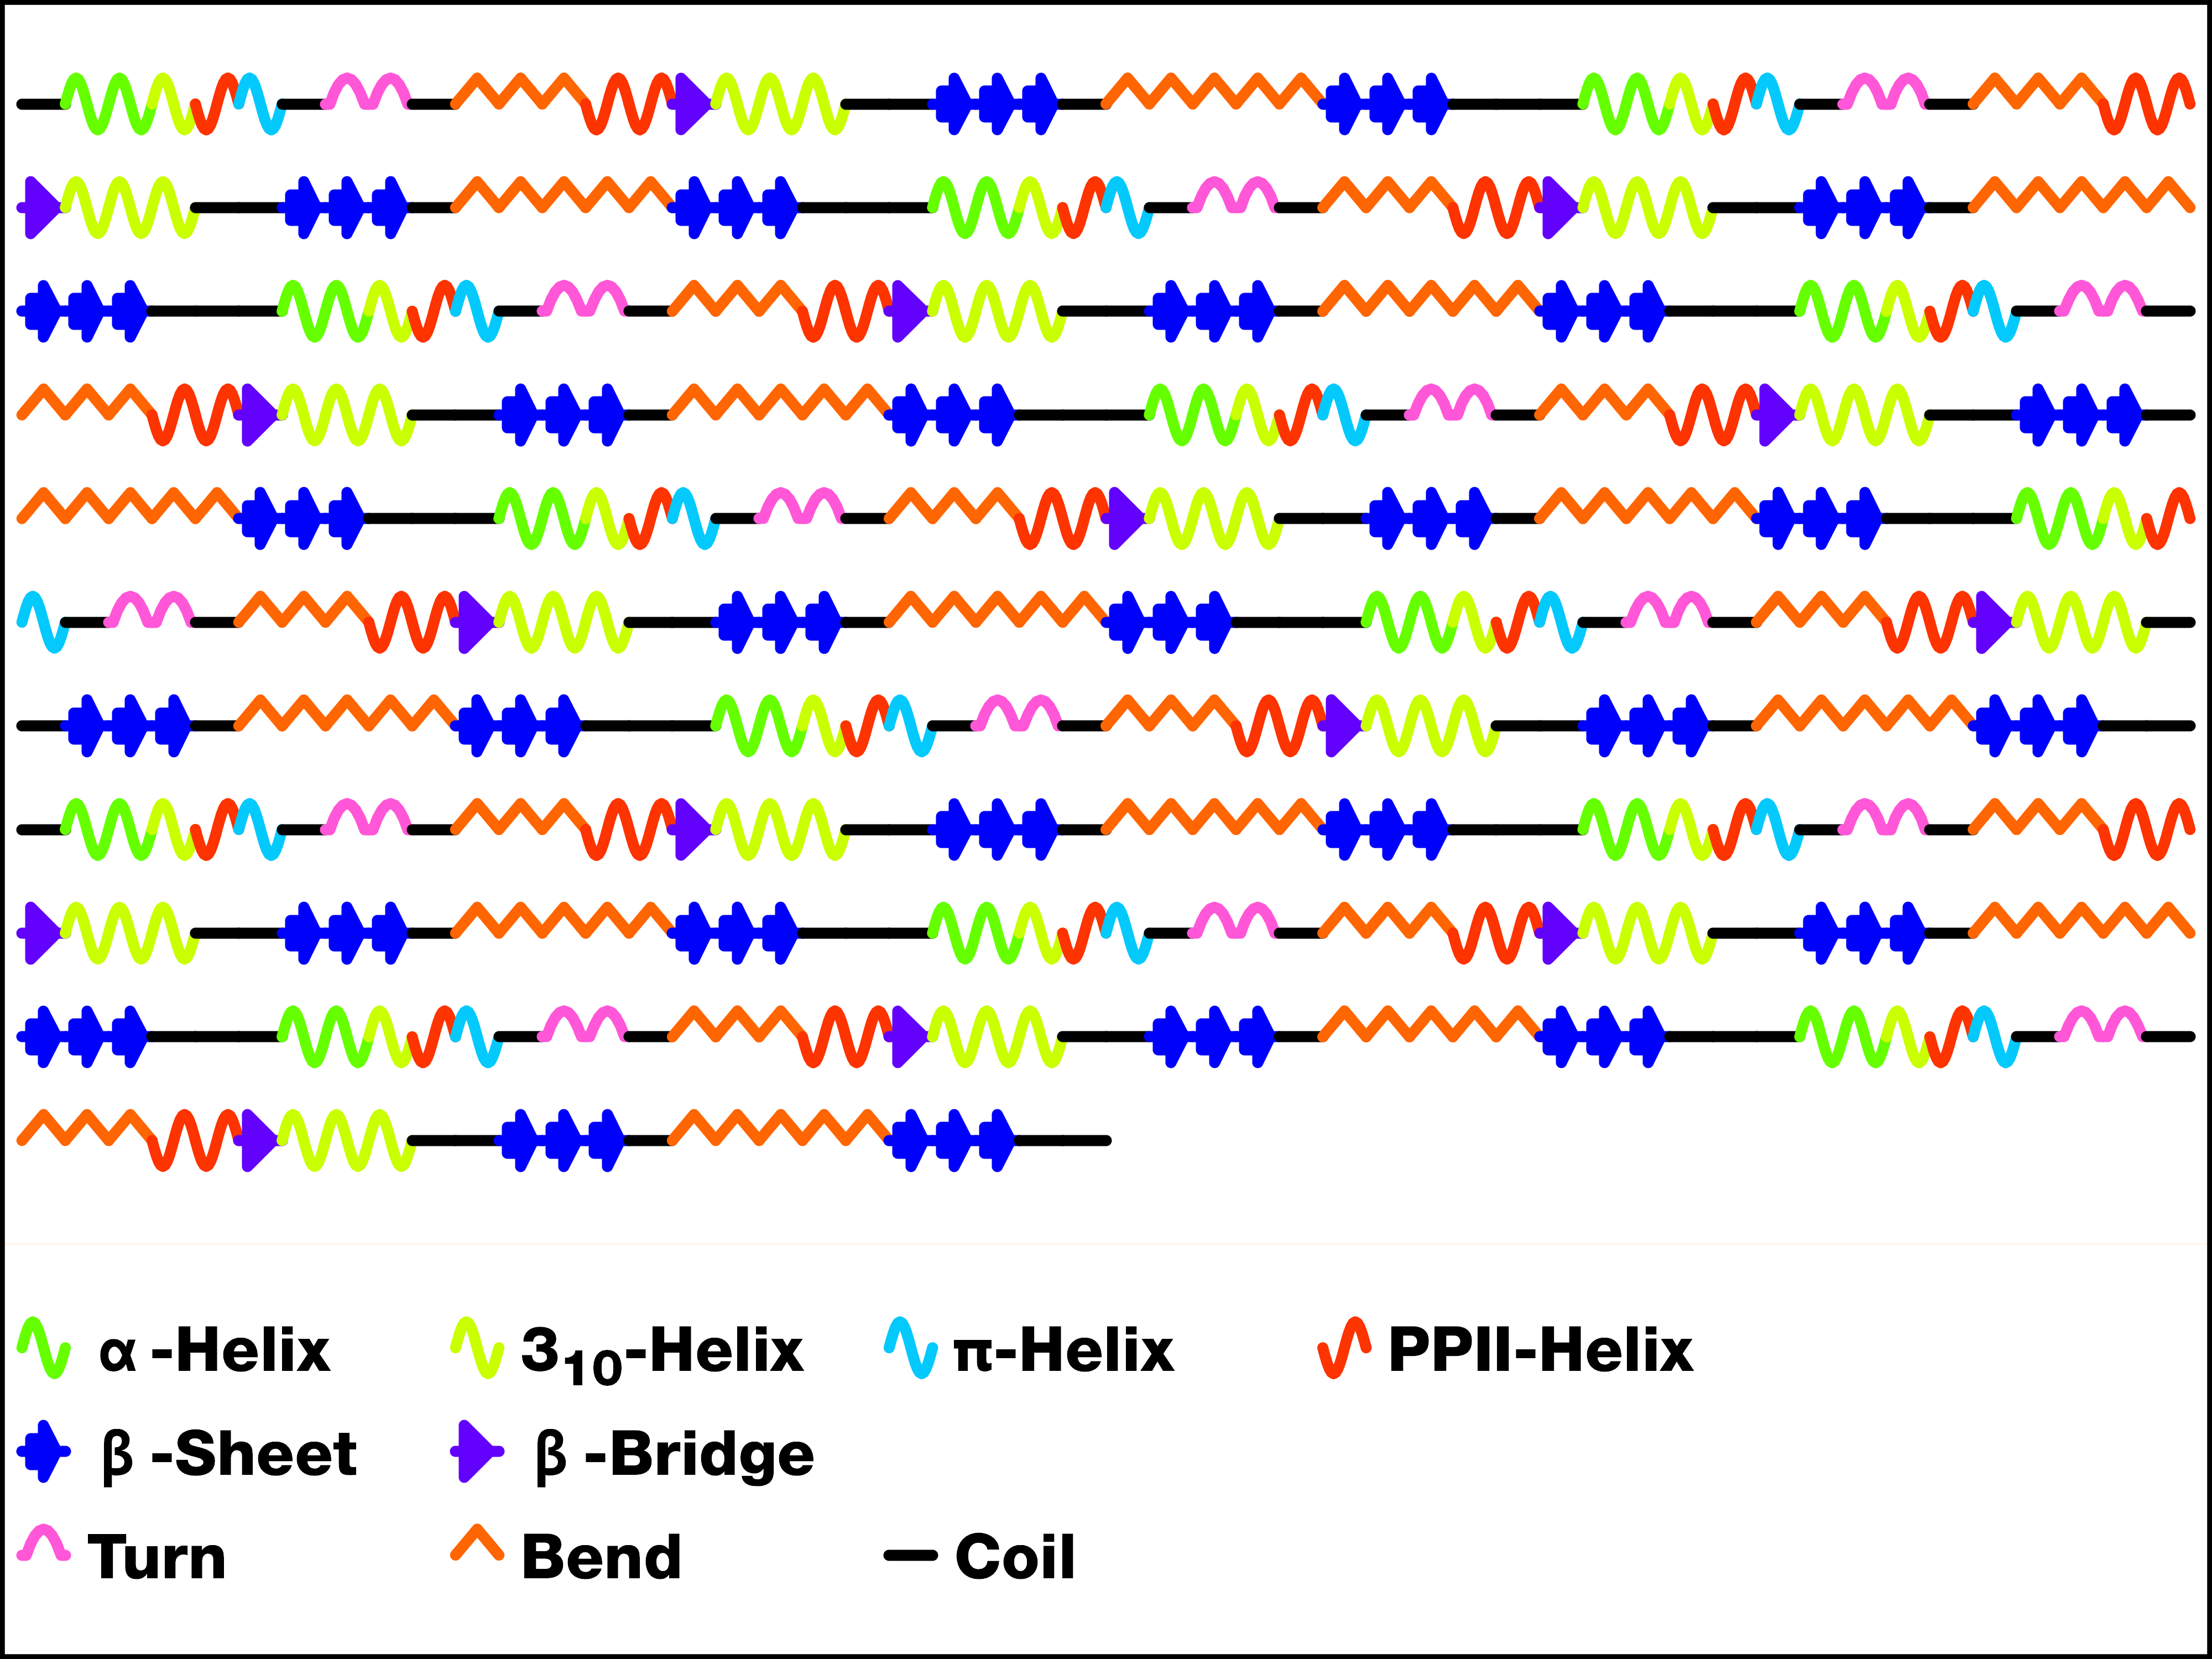 α -Helix 3₁₀-Helix π-Helix PPII-Helix
β -Sheet β -Bridge
Turn Bend Coil